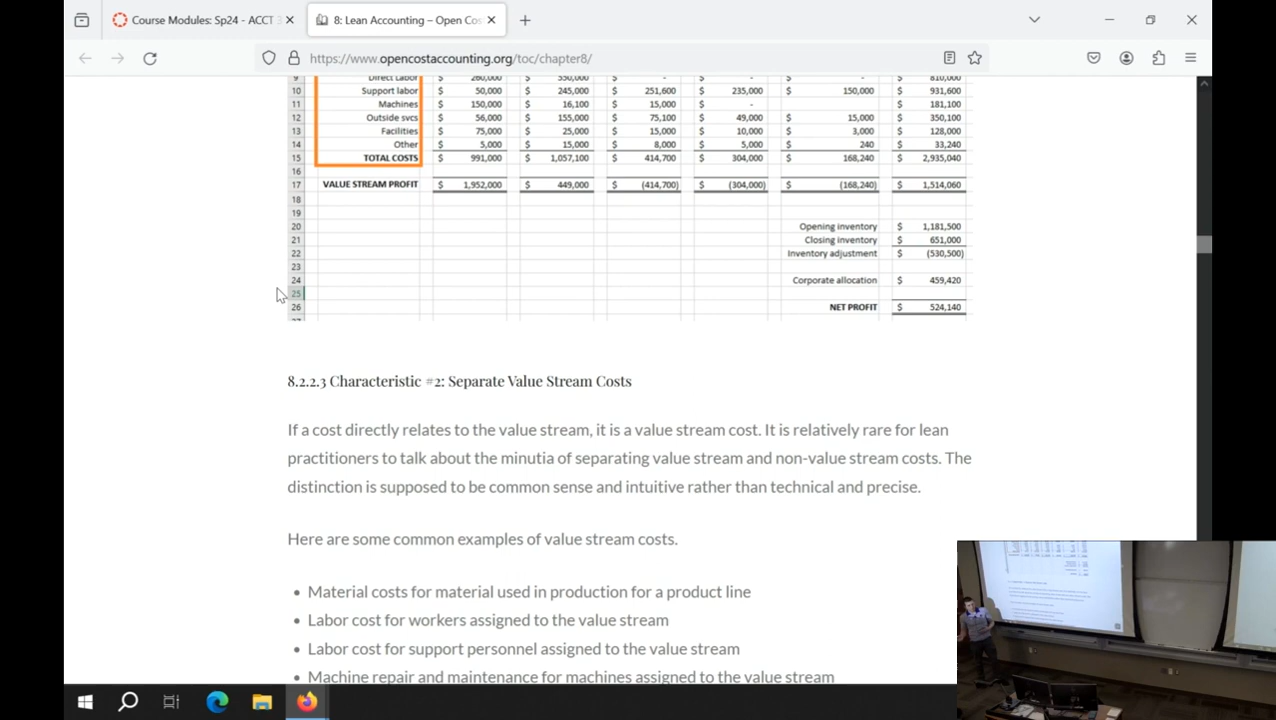 Course Modules: Sp24 - ACCT 3
8: Lean Accounting – Open Cos
https://www.opencostaccounting.org/toc/chapter8/
9 Direct Labor $ 260,000 $ 550,000 $ - $ - $ - $ 810,000
10 Support labor $ 50,000 $ 245,000 $ 251,600 $ 235,000 $ 150,000 $ 931,600
11 Machines $ 150,000 $ 16,100 $ 15,000 $ - $ 181,100
12 Outside svcs $ 56,000 $ 155,000 $ 75,100 $ 49,000 $ 15,000 $ 350,100
13 Facilities $ 75,000 $ 25,000 $ 15,000 $ 10,000 $ 3,000 $ 128,000
14 Other $ 5,000 $ 15,000 $ 8,000 $ 5,000 $ 240 $ 33,240
15 TOTAL COSTS $ 991,000 $ 1,057,100 $ 414,700 $ 304,000 $ 168,240 $ 2,935,040
16
17 VALUE STREAM PROFIT $ 1,952,000 $ 449,000 $ (414,700) $ (304,000) $ (168,240) $ 1,514,060
18
19
20 Opening inventory $ 1,181,500
21 Closing inventory $ 651,000
22 Inventory adjustment $ (530,500)
23
24 Corporate allocation $ 459,420
25
26 NET PROFIT $ 524,140
8.2.2.3 Characteristic #2: Separate Value Stream Costs
If a cost directly relates to the value stream, it is a value stream cost. It is relatively rare for lean
practitioners to talk about the minutia of separating value stream and non-value stream costs. The
distinction is supposed to be common sense and intuitive rather than technical and precise.
Here are some common examples of value stream costs.
• Material costs for material used in production for a product line
• Labor cost for workers assigned to the value stream
• Labor cost for support personnel assigned to the value stream
• Machine repair and maintenance for machines assigned to the value stream